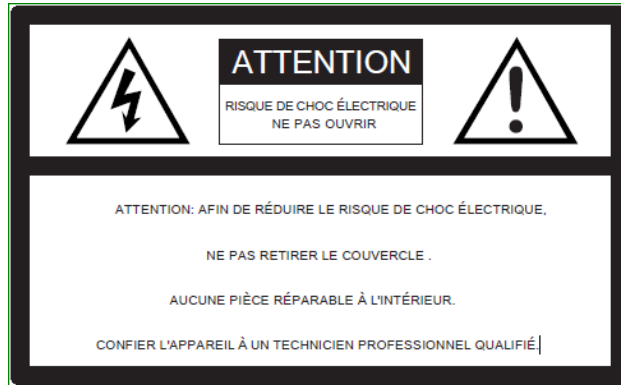 ATTENTION
RISQUE DE CHOC ÉLECTRIQUE
NE PAS OUVRIR
ATTENTION: AFIN DE RÉDUIRE LE RISQUE DE CHOC ÉLECTRIQUE,
NE PAS RETIRER LE COUVERCLE .
AUCUNE PIÈCE RÉPARABLE À L'INTÉRIEUR.
CONFIER L'APPAREIL À UN TECHNICIEN PROFESSIONNEL QUALIFIÉ.